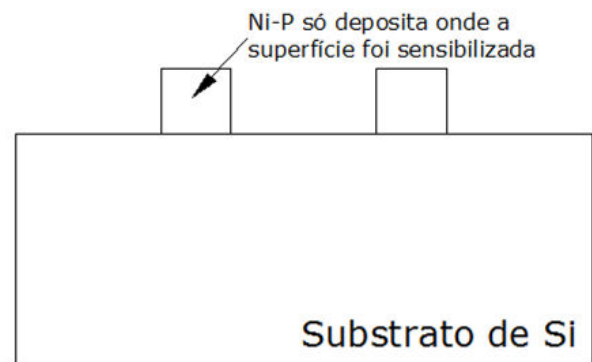 Ni-P só deposita onde a
superfície foi sensibilizada
Substrato de Si